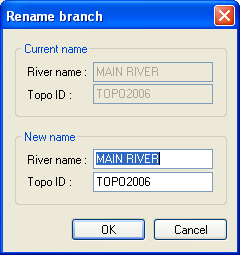 Rename branch
Current name
River name : MAIN RIVER
Topo ID : TOPO2006
New name
River name : MAIN RIVER
Topo ID : TOPO2006
OK Cancel